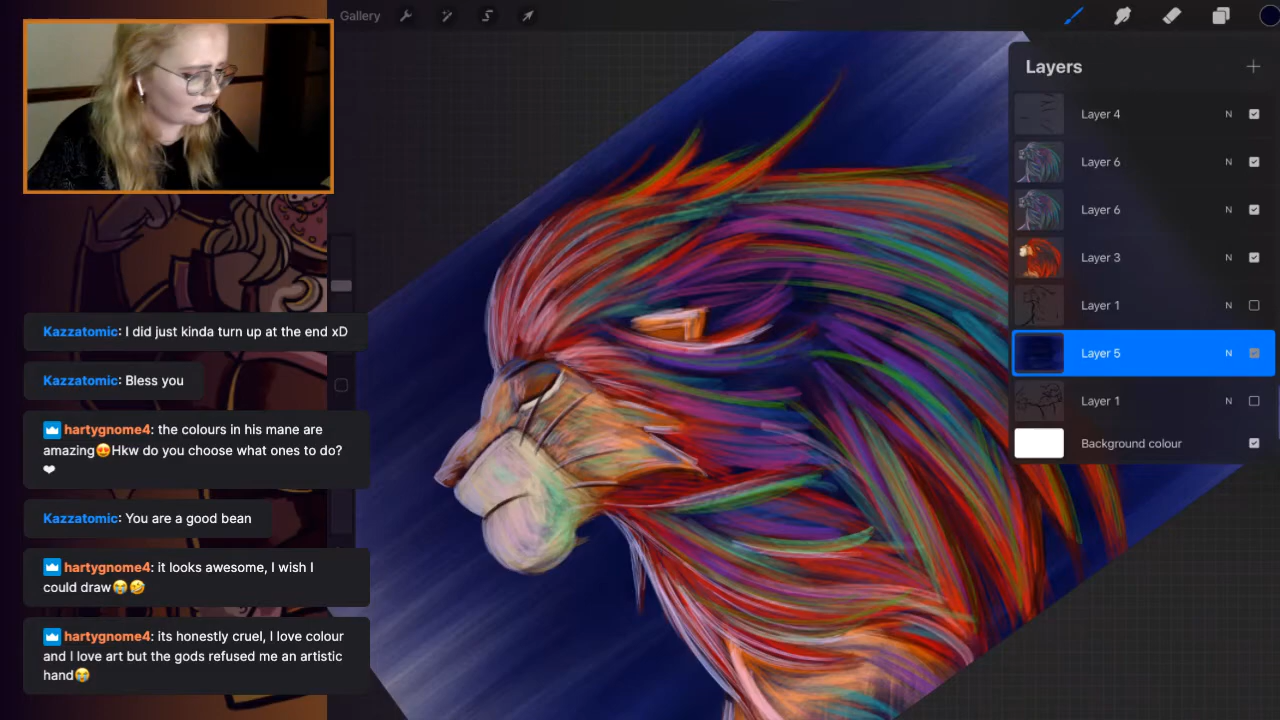 Gallery
Layers
Layer 4 N
Layer 6 N
Layer 6 N
Layer 3 N
Layer 1 N
Layer 5 N
Layer 1 N
Background colour
Kazzatomic: I did just kinda turn up at the end xD
Kazzatomic: Bless you
hartygnome4: the colours in his mane are
amazing😍Hkw do you choose what ones to do?
❤
Kazzatomic: You are a good bean
hartygnome4: it looks awesome, I wish I
could draw😭🤣
hartygnome4: its honestly cruel, I love colour
and I love art but the gods refused me an artistic
hand😭